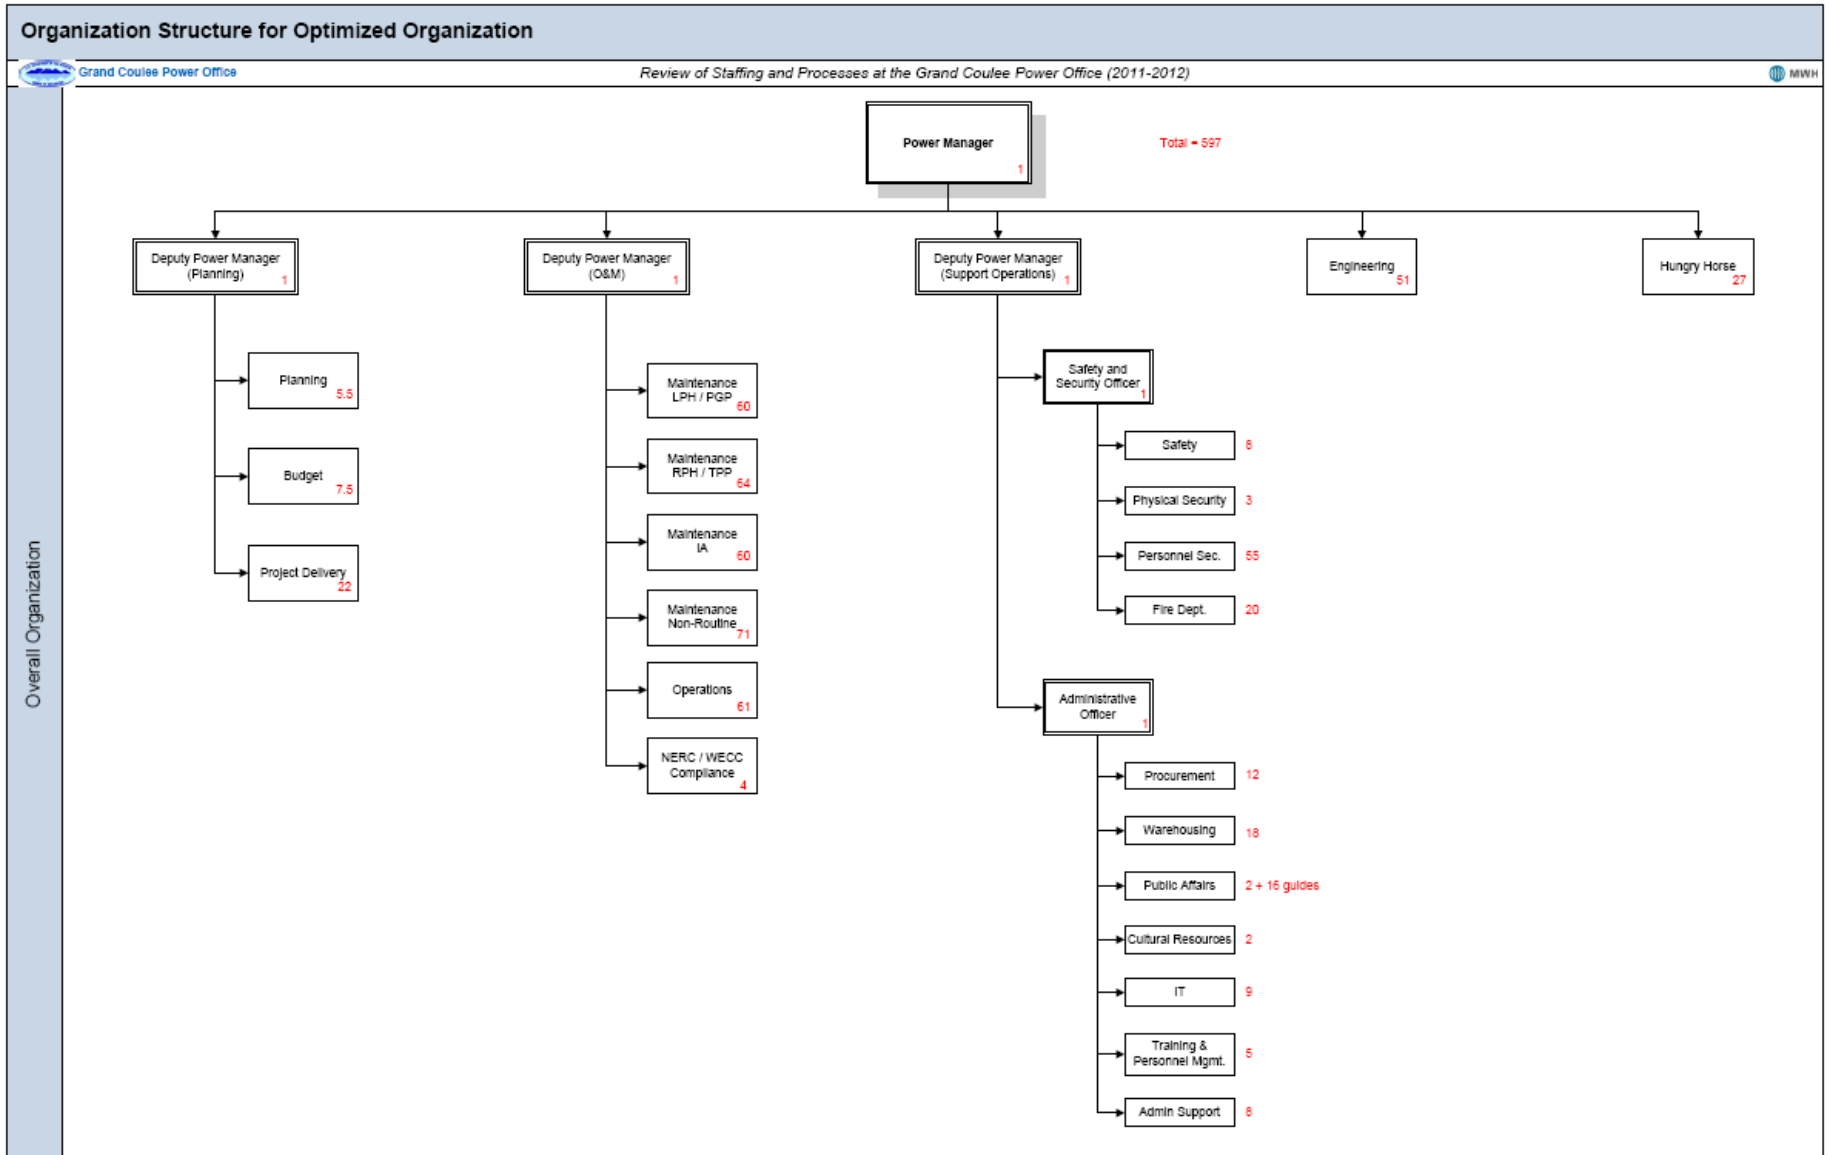 Organization Structure for Optimized Organization
Grand Coulee Power Office
Review of Staffing and Processes at the Grand Coulee Power Office (2011-2012)
MWH
Overall Organization
Power Manager
1
Total = 597
Deputy Power Manager
(Planning)
1
Deputy Power Manager
(O&M)
1
Deputy Power Manager
(Support Operations)
1
Engineering
51
Hungry Horse
27
Planning
5.5
Budget
7.5
Project Delivery
22
Maintenance
LPH / PGP
60
Maintenance
RPH / TPP
64
Maintenance
IA
60
Maintenance
Non-Routine
71
Operations
61
NERC / WECC
Compliance
4
Safety and
Security Officer
1
Safety
8
Physical Security
3
Personnel Sec.
55
Fire Dept.
20
Administrative
Officer
1
Procurement
12
Warehousing
18
Public Affairs
2 + 16 guides
Cultural Resources
2
IT
9
Training &
Personnel Mgmt.
5
Admin Support
8